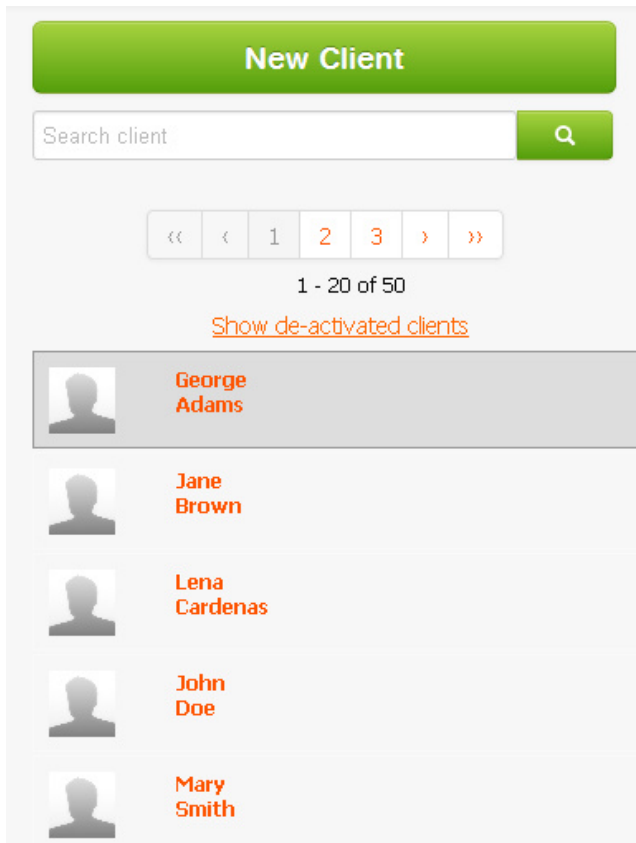 New Client
Search client
‹‹ ‹ 1 2 3 › ››
1 - 20 of 50
Show de-activated clients
George
Adams
Jane
Brown
Lena
Cardenas
John
Doe
Mary
Smith